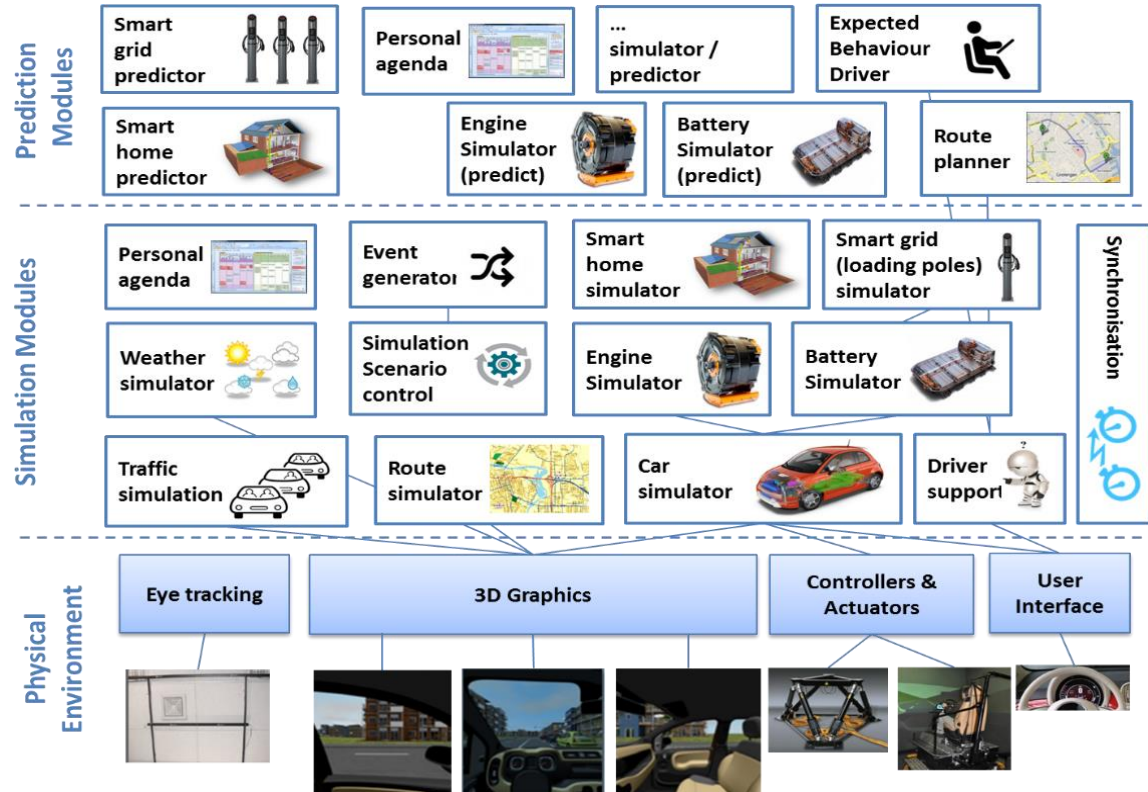 Prediction
Modules
Smart
grid
predictor
Personal
agenda
...
simulator /
predictor
Expected
Behaviour
Driver
Smart
home
predictor
Engine
Simulator
(predict)
Battery
Simulator
(predict)
Route
planner
Simulation Modules
Personal
agenda
Event
generator
Smart
home
simulator
Smart grid
(loading poles)
simulator
Synchronisation
Weather
simulator
Simulation
Scenario
control
Engine
Simulator
Battery
Simulator
Traffic
simulation
Route
simulator
Car
simulator
Driver
support
?
Physical
Environment
Eye tracking
3D Graphics
Controllers &
Actuators
User
Interface